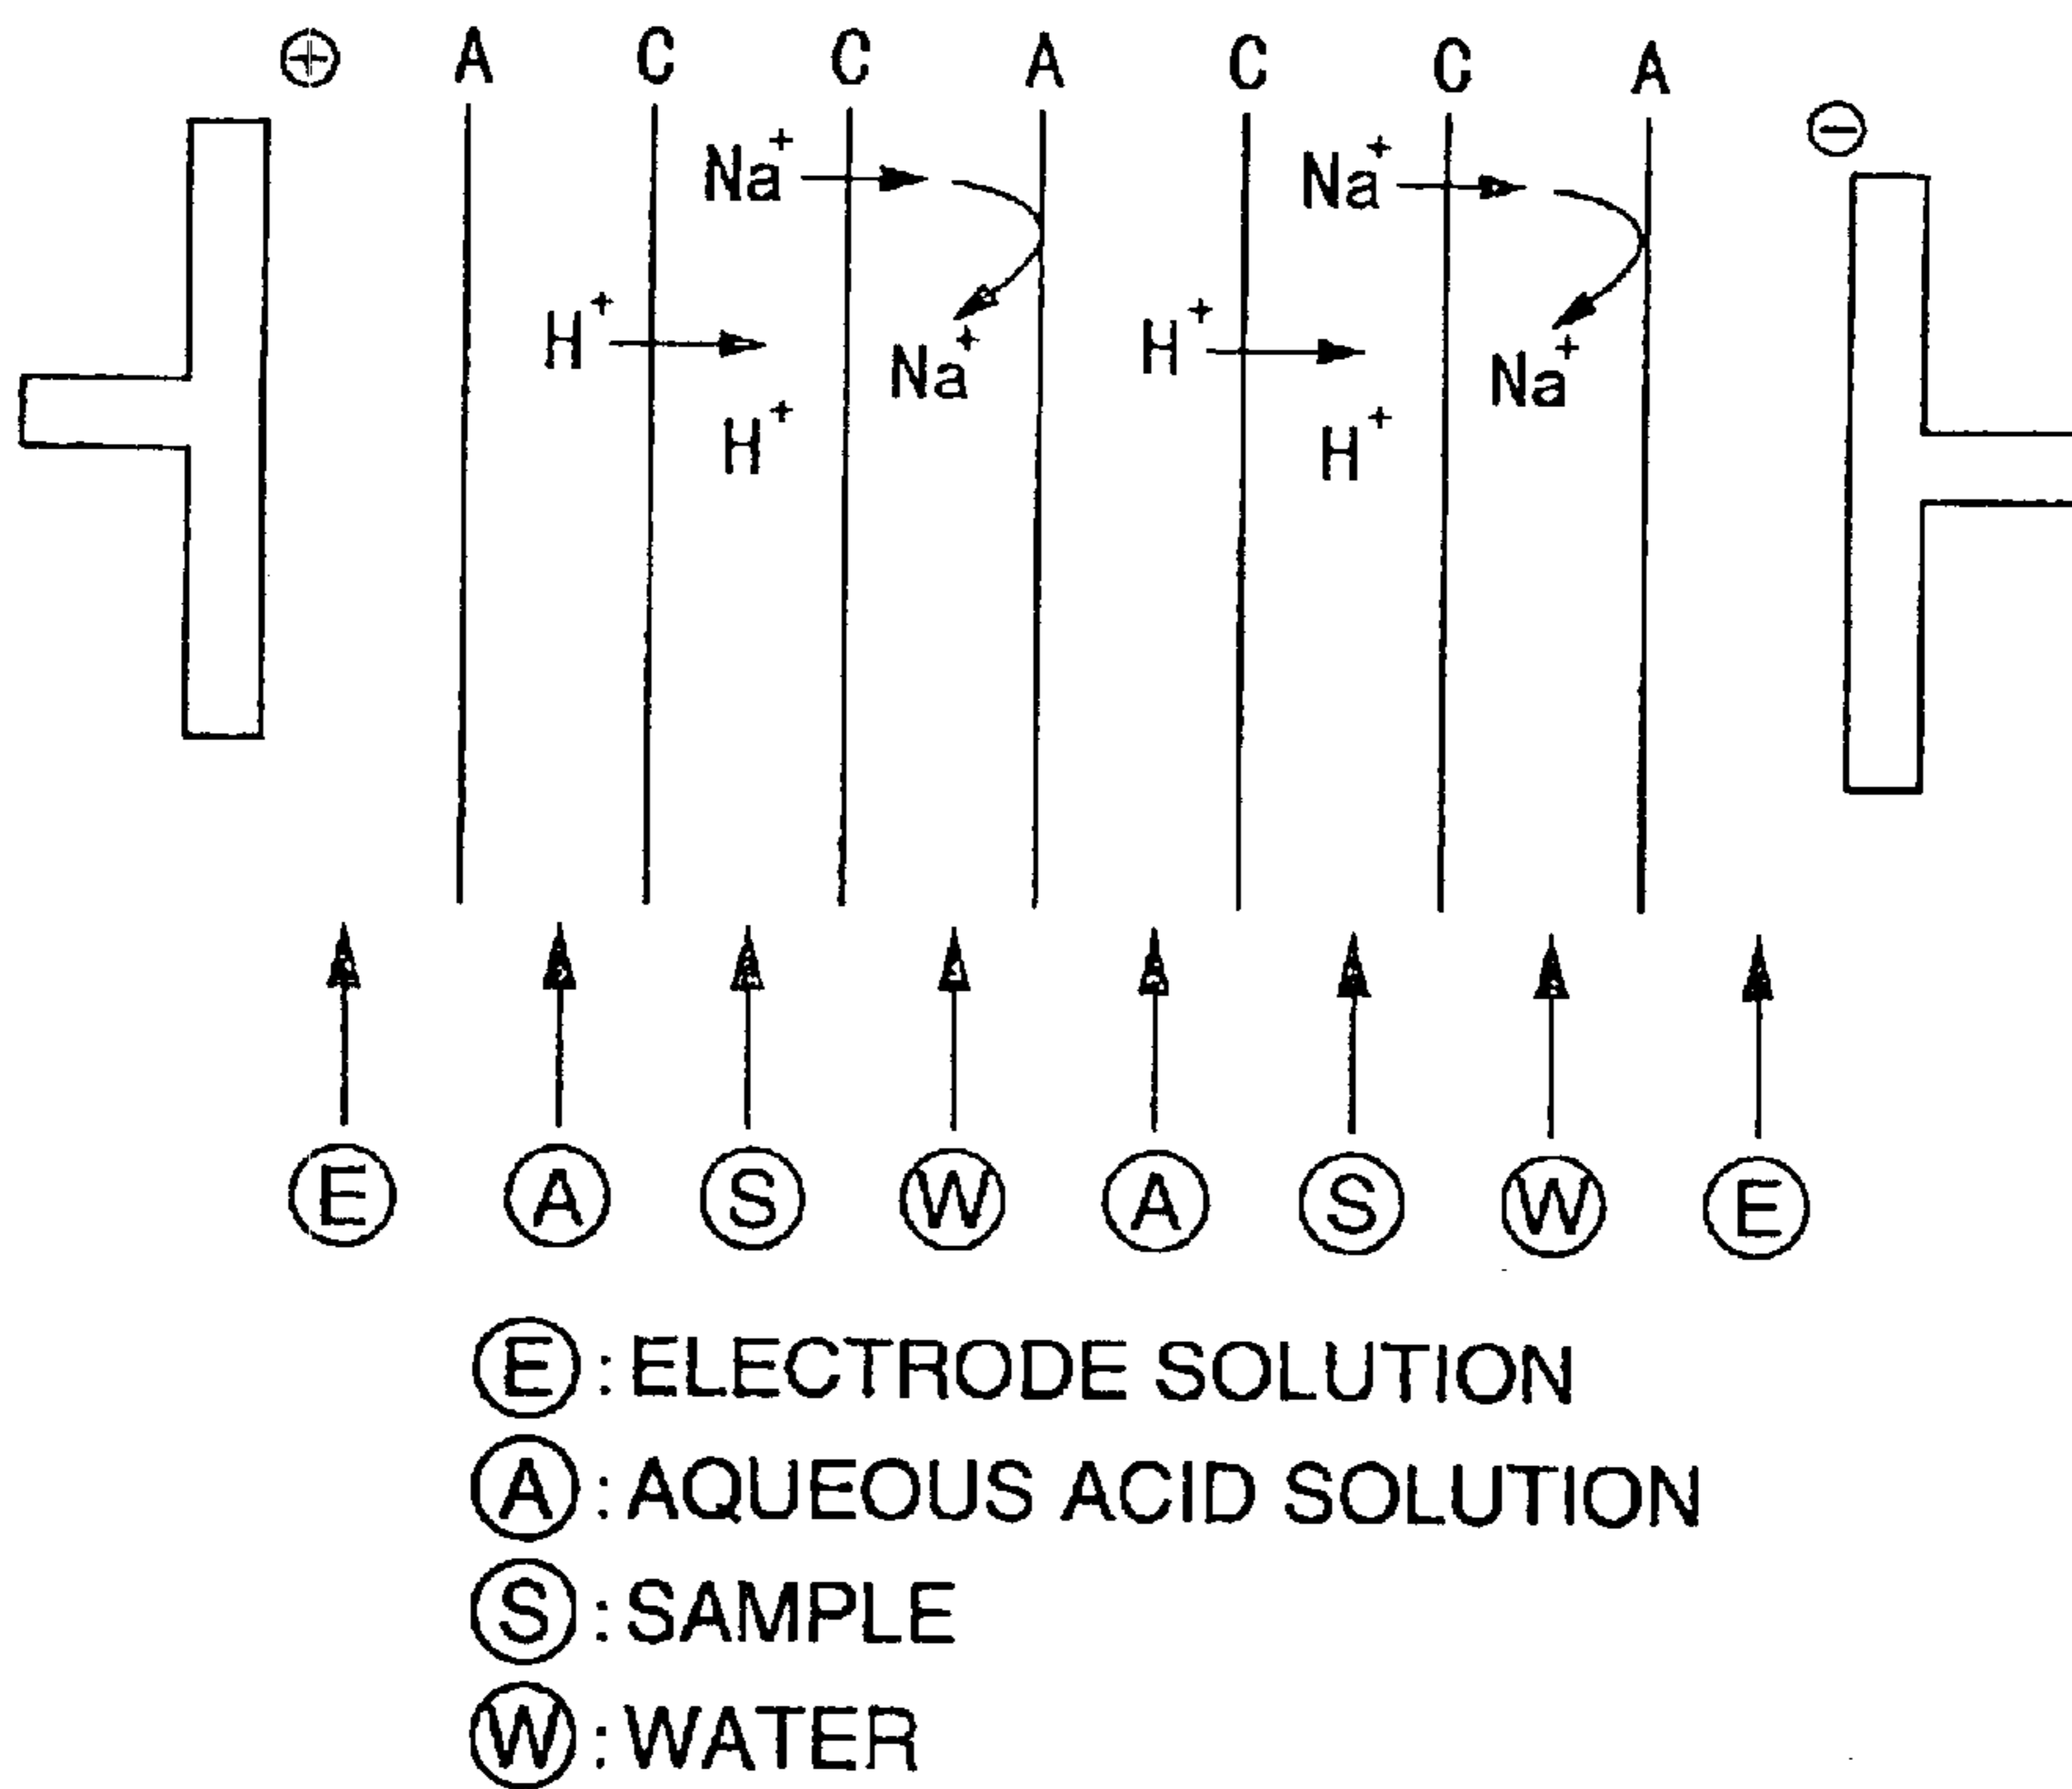 ⊕ A C C A C C A ⊖
Na⁺ Na⁺
H⁺ H⁺
Na⁺ Na⁺
H⁺ H⁺
Ⓔ Ⓐ Ⓢ Ⓦ Ⓐ Ⓢ Ⓦ Ⓔ
Ⓔ: ELECTRODE SOLUTION
Ⓐ: AQUEOUS ACID SOLUTION
Ⓢ: SAMPLE
Ⓦ: WATER